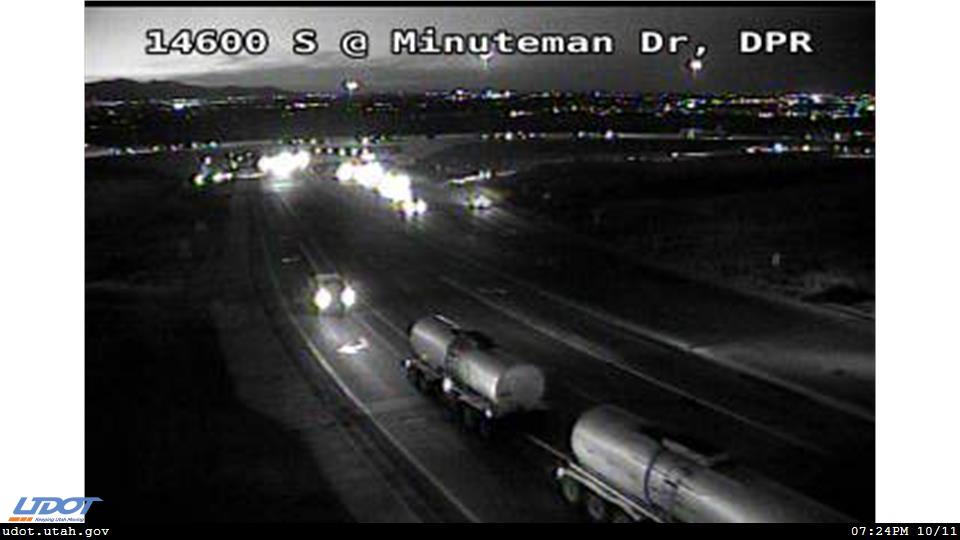 14600 S @ Minuteman Dr, DPR
UDOT
Keeping Utah Moving
udot.utah.gov
07:24PM 10/11